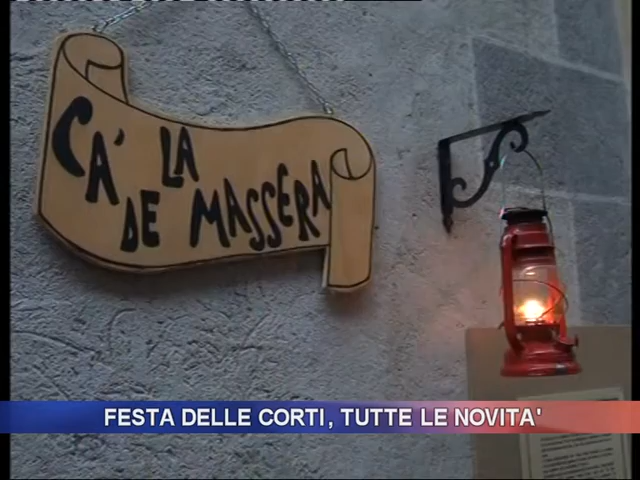 CA' LA
DE MASSERA
FESTA DELLE CORTI, TUTTE LE NOVITA'